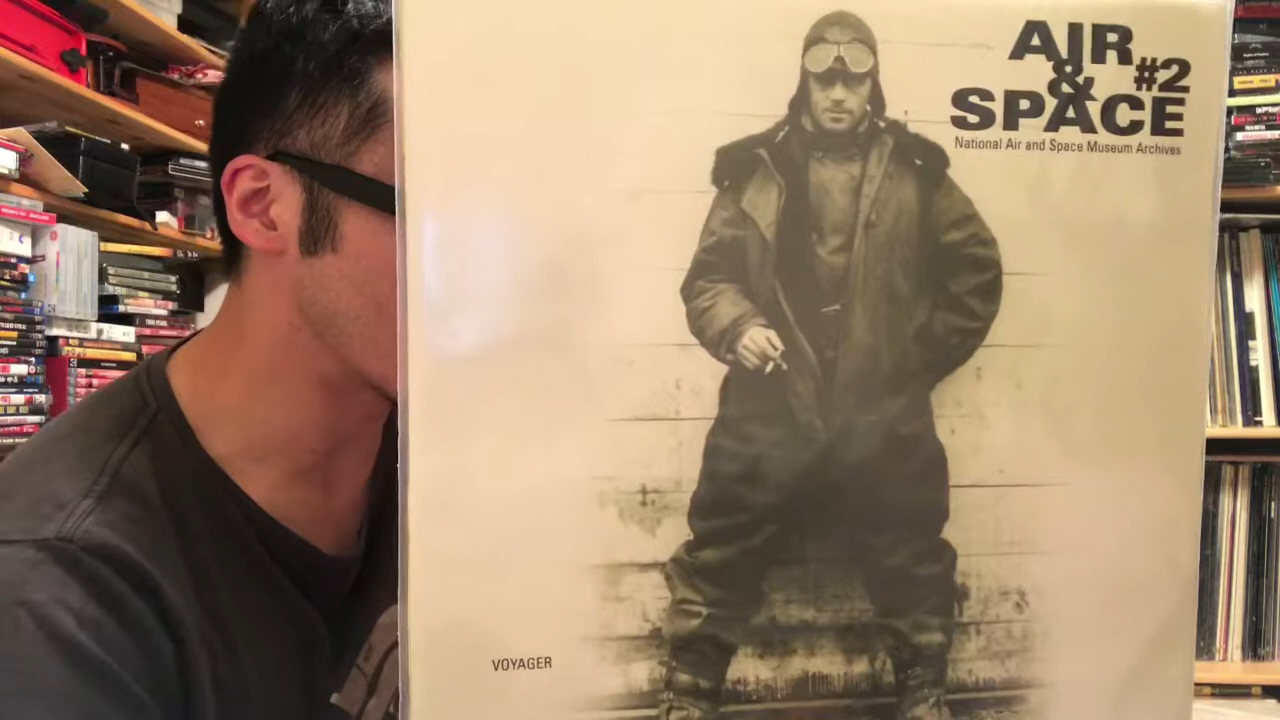 AIR
& #2
SPACE
National Air and Space Museum Archives
VOYAGER